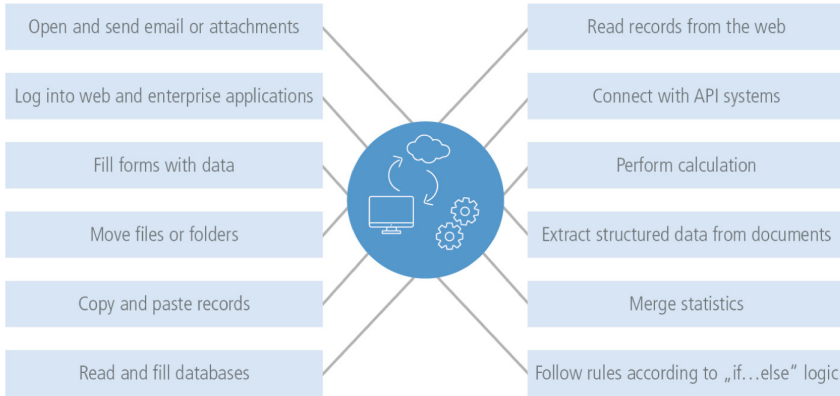 Open and send email or attachments
Log into web and enterprise applications
Fill forms with data
Move files or folders
Copy and paste records
Read and fill databases
Read records from the web
Connect with API systems
Perform calculation
Extract structured data from documents
Merge statistics
Follow rules according to „if…else“ logic